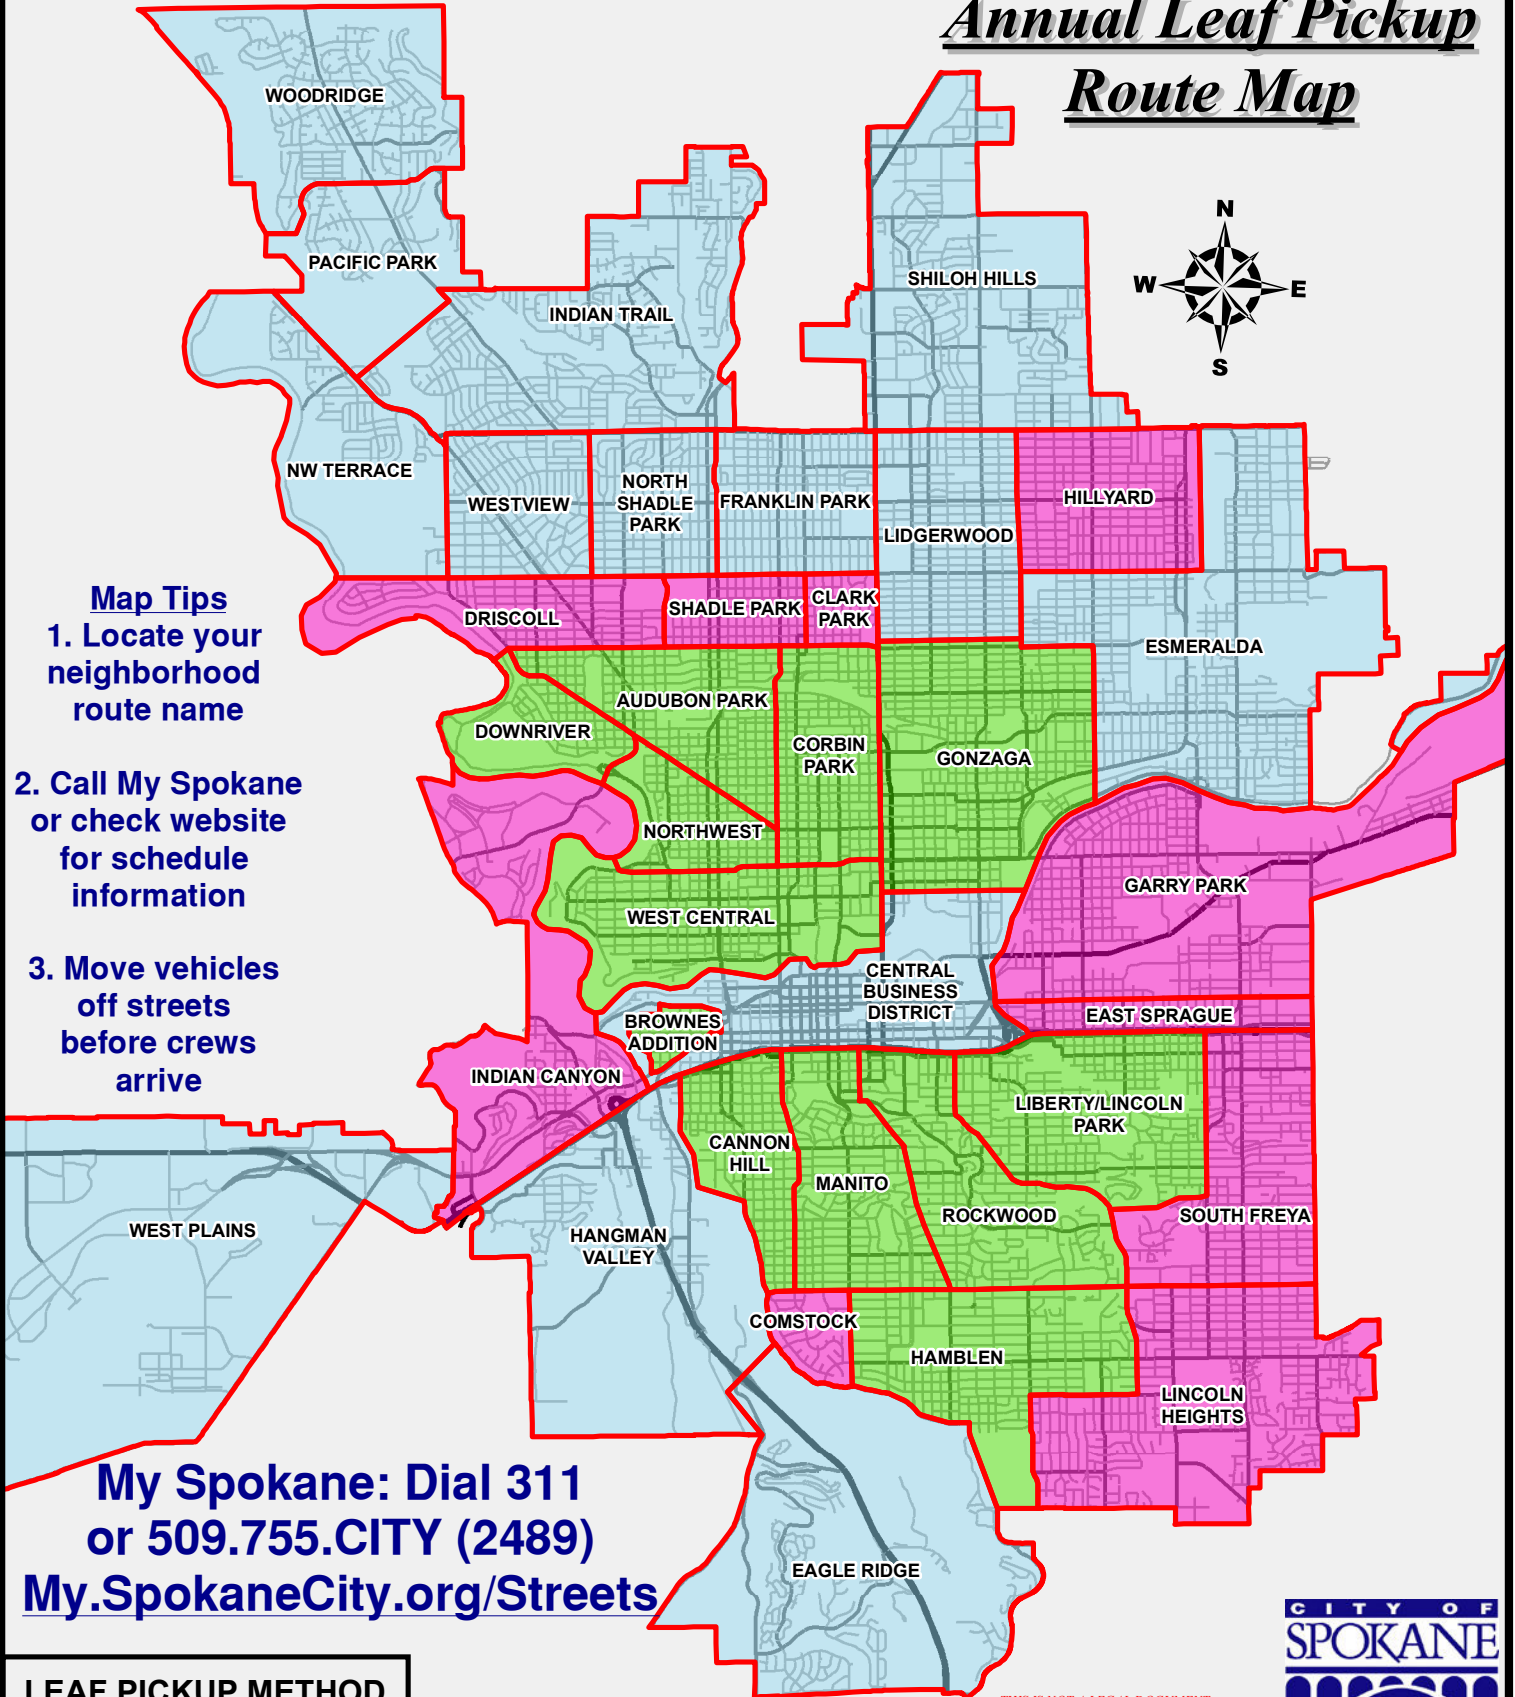 Annual Leaf Pickup
Route Map
WOODRIDGE
PACIFIC PARK
INDIAN TRAIL
SHILOH HILLS
N
W
E
S
NW TERRACE
WESTVIEW
NORTH
SHADLE
PARK
FRANKLIN PARK
LIDGERWOOD
HILLYARD
Map Tips
1. Locate your
neighborhood
route name
2. Call My Spokane
or check website
for schedule
information
3. Move vehicles
off streets
before crews
arrive
DRISCOLL
SHADLE PARK
CLARK
PARK
ESMERALDA
AUDUBON PARK
DOWNRIVER
CORBIN
PARK
GONZAGA
NORTHWEST
GARRY PARK
WEST CENTRAL
CENTRAL
BUSINESS
DISTRICT
EAST SPRAGUE
BROWNES
ADDITION
INDIAN CANYON
LIBERTY/LINCOLN
PARK
CANNON
HILL
MANITO
ROCKWOOD
SOUTH FREYA
WEST PLAINS
HANGMAN
VALLEY
COMSTOCK
HAMBLEN
LINCOLN
HEIGHTS
EAGLE RIDGE
My Spokane: Dial 311
or 509.755.CITY (2489)
My.SpokaneCity.org/Streets
LEAF PICKUP METHOD
CITY OF
SPOKANE
THIS IS NOT A LEGAL DOCUMENT